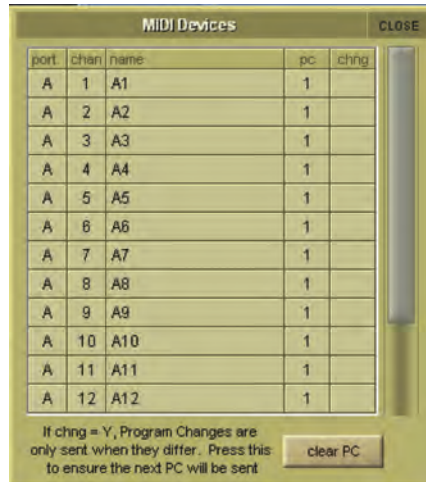 MIDI Devices CLOSE
port chan name pc chng
A 1 A1 1
A 2 A2 1
A 3 A3 1
A 4 A4 1
A 5 A5 1
A 6 A6 1
A 7 A7 1
A 8 A8 1
A 9 A9 1
A 10 A10 1
A 11 A11 1
A 12 A12 1
If chng = Y, Program Changes are
only sent when they differ. Press this
to ensure the next PC will be sent
clear PC